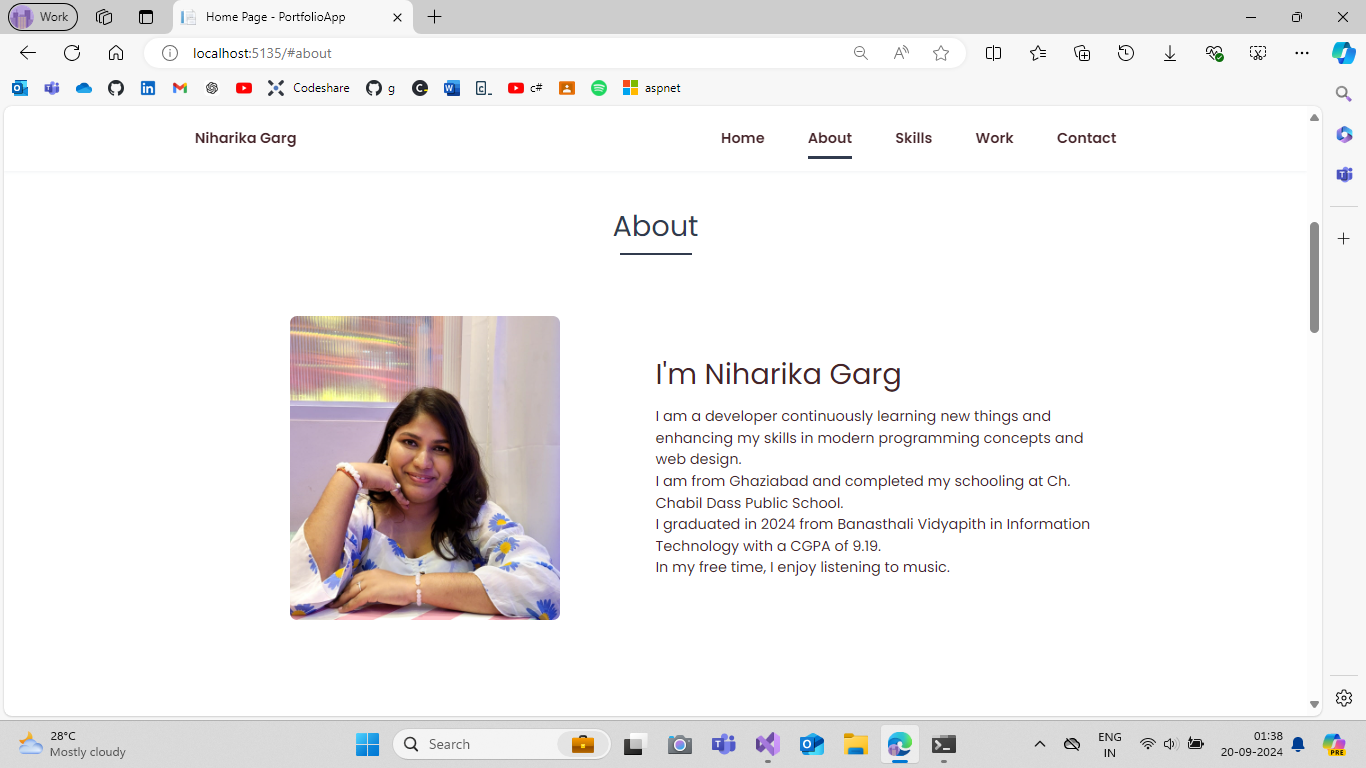 Work
Home Page - PortfolioApp
localhost:5135/#about
Codeshare
g
c#
aspnet
Niharika Garg
Home
About
Skills
Work
Contact
About
I'm Niharika Garg
I am a developer continuously learning new things and
enhancing my skills in modern programming concepts and
web design.
I am from Ghaziabad and completed my schooling at Ch.
Chabil Dass Public School.
I graduated in 2024 from Banasthali Vidyapith in Information
Technology with a CGPA of 9.19.
In my free time, I enjoy listening to music.
28°C
Mostly cloudy
Search
ENG
IN
01:38
20-09-2024
PRE